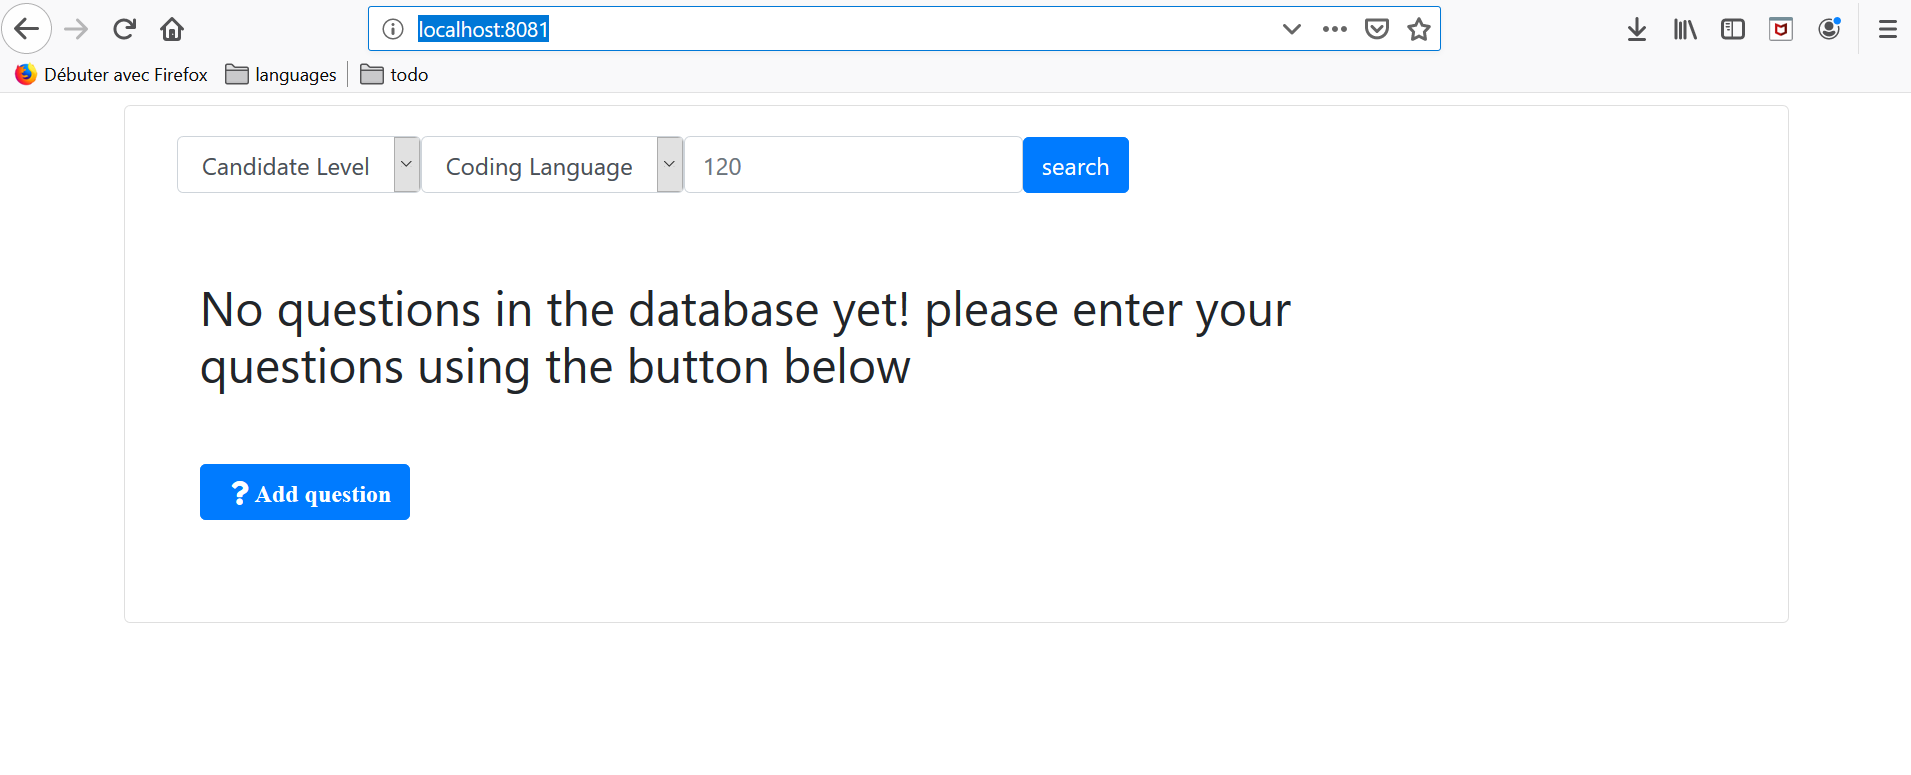 localhost:8081
Débuter avec Firefox languages todo
Candidate Level Coding Language 120 search
No questions in the database yet! please enter your
questions using the button below
? Add question